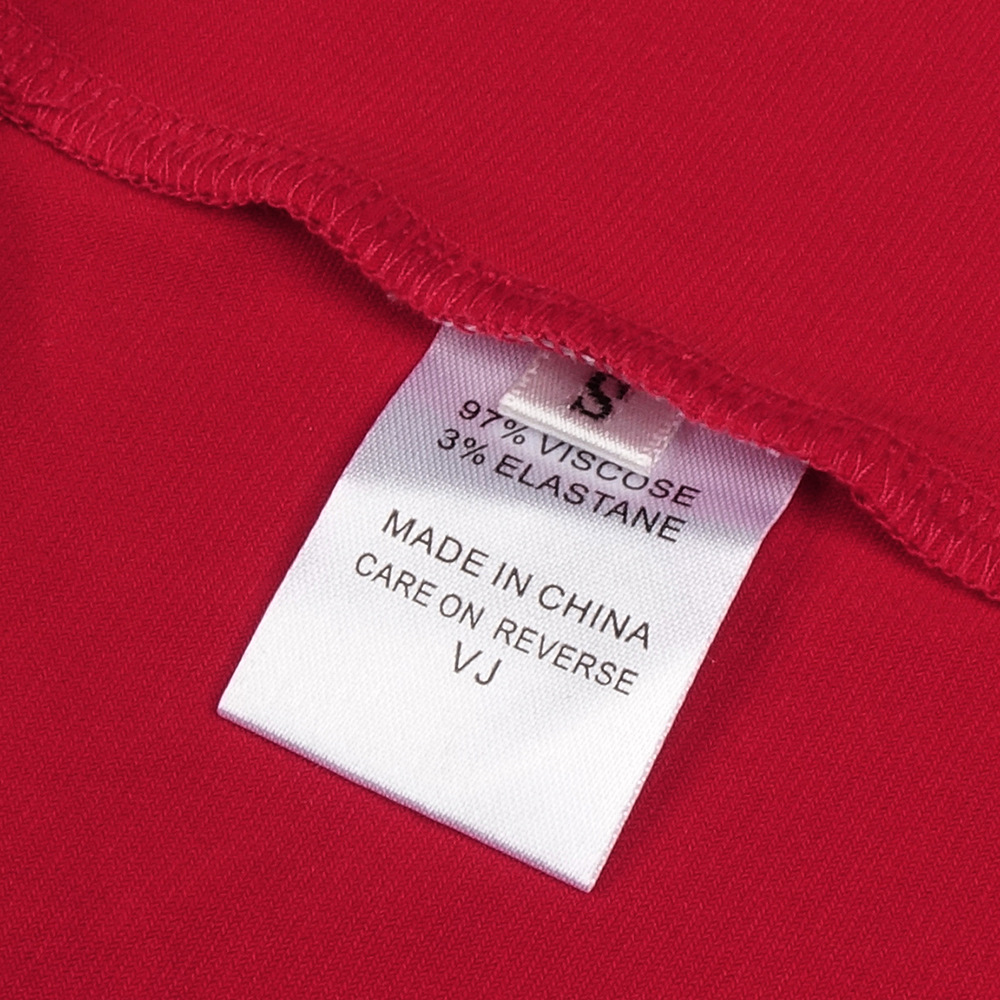 S
97% VISCOSE
3% ELASTANE
MADE IN CHINA
CARE ON REVERSE
VJ